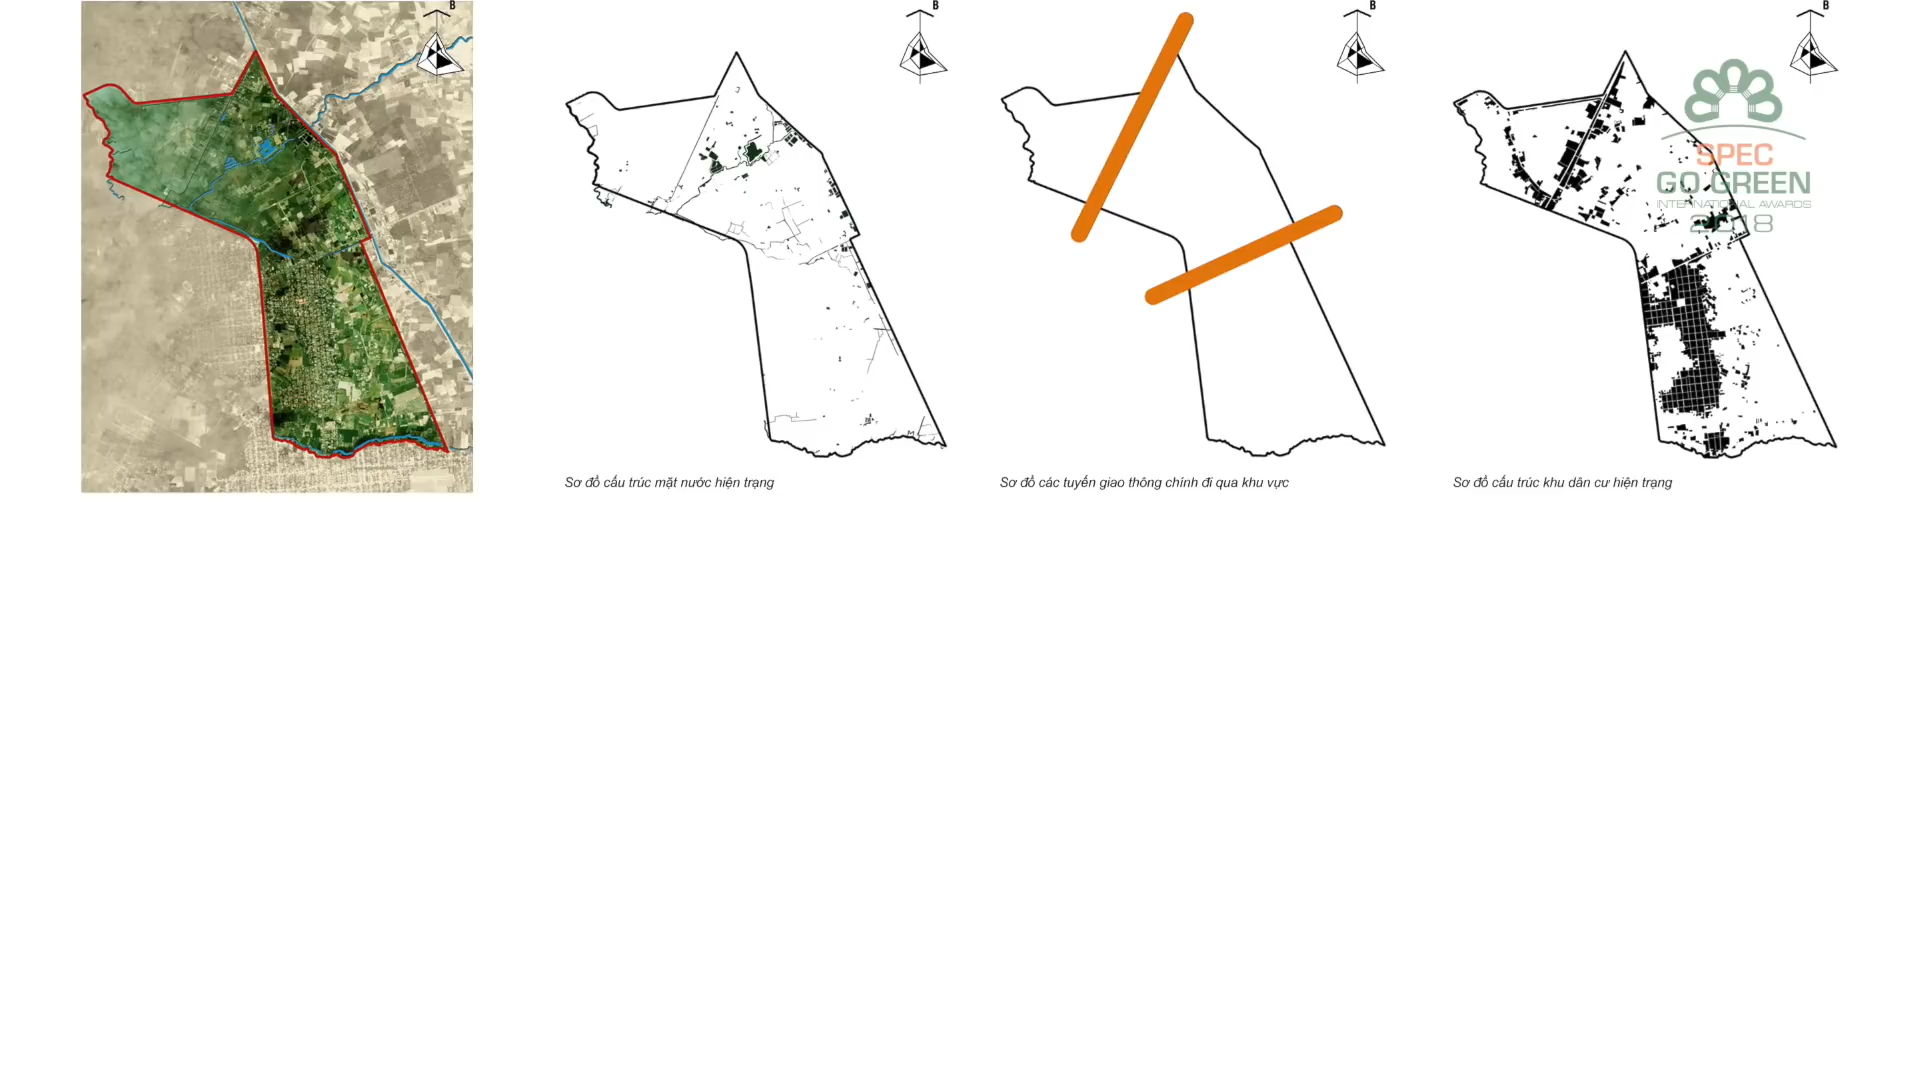 B
B
B
B
SPEC
GO GREEN
INTERNATIONAL AWARDS
2018
Sơ đồ cấu trúc mặt nước hiện trạng
Sơ đồ các tuyến giao thông chính đi qua khu vực
Sơ đồ cấu trúc khu dân cư hiện trạng